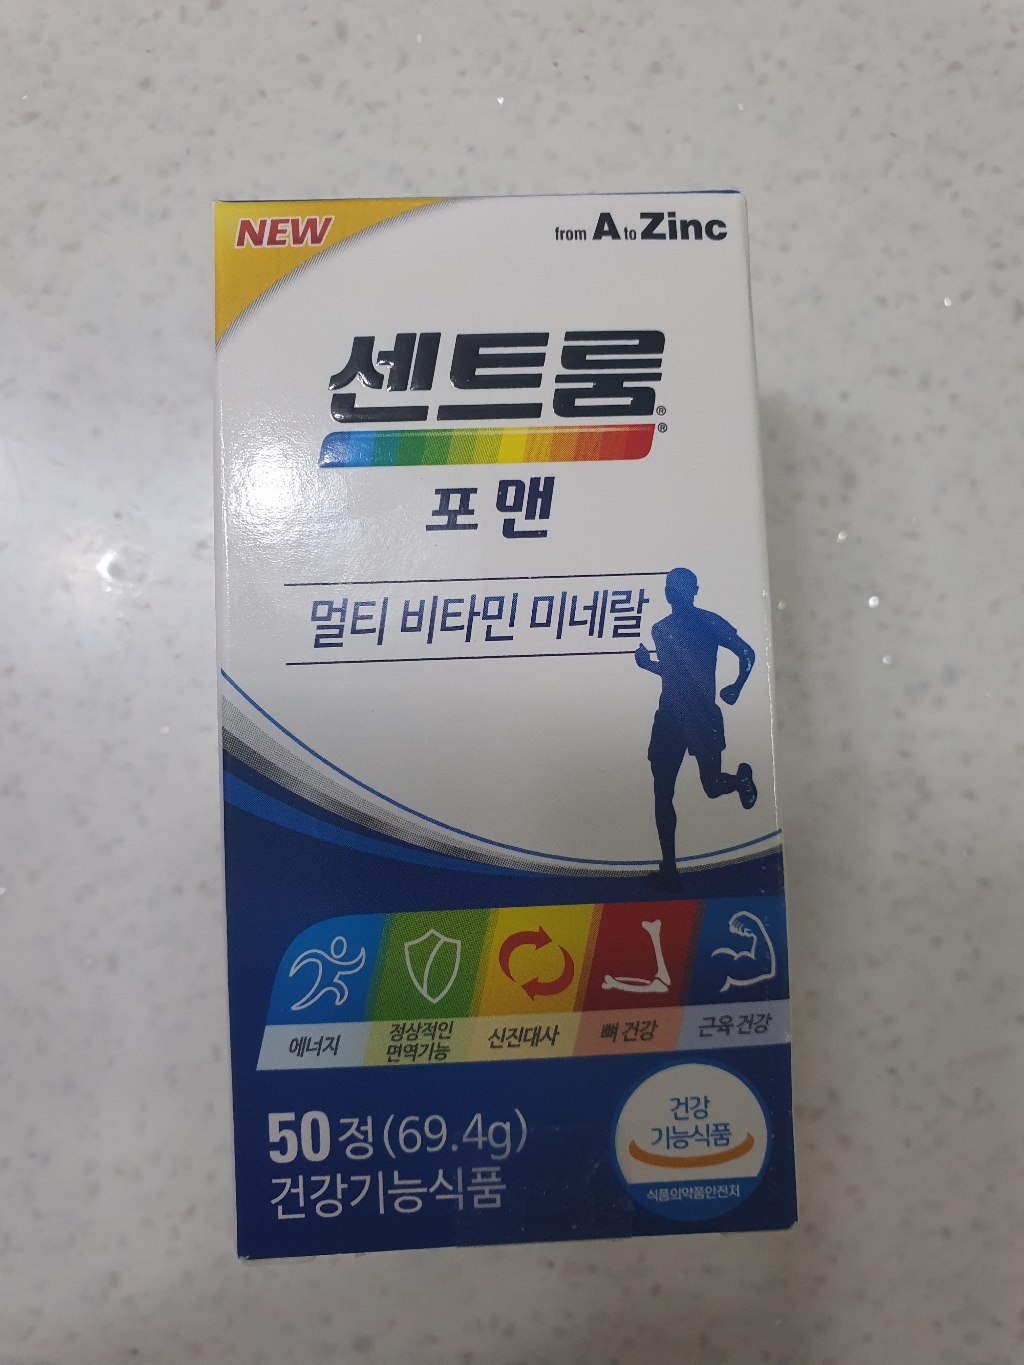 NEW
from A to Zinc
센트룸®
®
포 맨
멀티 비타민 미네랄
에너지
정상적인
면역기능
신진대사
뼈 건강
근육 건강
50정(69.4g)
건강기능식품
건강
기능식품
식품의약품안전처